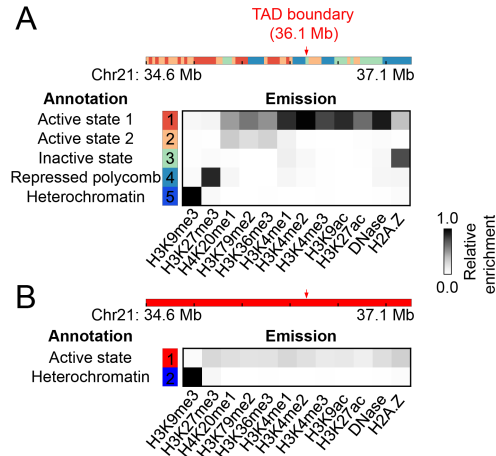 A
TAD boundary
(36.1 Mb)
Chr21: 34.6 Mb 37.1 Mb
Annotation Emission
Active state 1 1
Active state 2 2
Inactive state 3
Repressed polycomb 4
Heterochromatin 5
H3K9me3 H3K27me3 H4K20me1 H3K79me2 H3K36me3 H3K4me1 H3K4me2 H3K4me3 H3K9ac H3K27ac DNase H2A.Z
1.0
0.0
Relative
enrichment
B
Chr21: 34.6 Mb 37.1 Mb
Annotation Emission
Active state 1
Heterochromatin 2
H3K9me3 H3K27me3 H4K20me1 H3K79me2 H3K36me3 H3K4me1 H3K4me2 H3K4me3 H3K9ac H3K27ac DNase H2A.Z